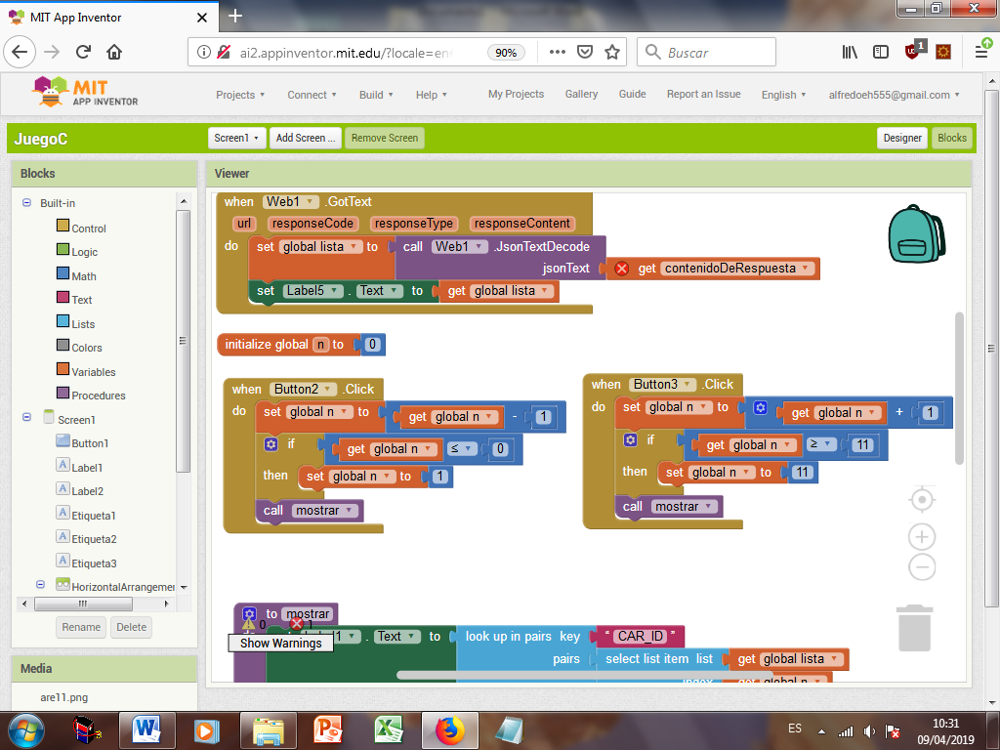 MIT App Inventor
ai2.appinventor.mit.edu/?locale=en
90%
Buscar
1
MIT
APP INVENTOR
Projects Connect Build Help My Projects Gallery Guide Report an Issue English alfredoeh555@gmail.com
JuegoC
Screen1 Add Screen ... Remove Screen
Designer Blocks
Blocks
Built-in
Control
Logic
Math
Text
Lists
Colors
Variables
Procedures
Screen1
Button1
Label1
Label2
Etiqueta1
Etiqueta2
Etiqueta3
HorizontalArrangemen
Rename Delete
Media
are11.png
Viewer
when Web1 .GotText
url responseCode responseType responseContent
do set global lista to call Web1 .JsonTextDecode
jsonText get contenidoDeRespuesta
set Label5 . Text to get global lista
initialize global n to 0
when Button2 .Click
do set global n to get global n - 1
if get global n ≤ 0
then set global n to 1
call mostrar
when Button3 .Click
do set global n to get global n + 1
if get global n ≥ 11
then set global n to 11
call mostrar
to mostrar
0 1
. Text to look up in pairs key " CAR_ID "
Show Warnings
pairs select list item list get global lista
index get global n
ES
10:31
09/04/2019